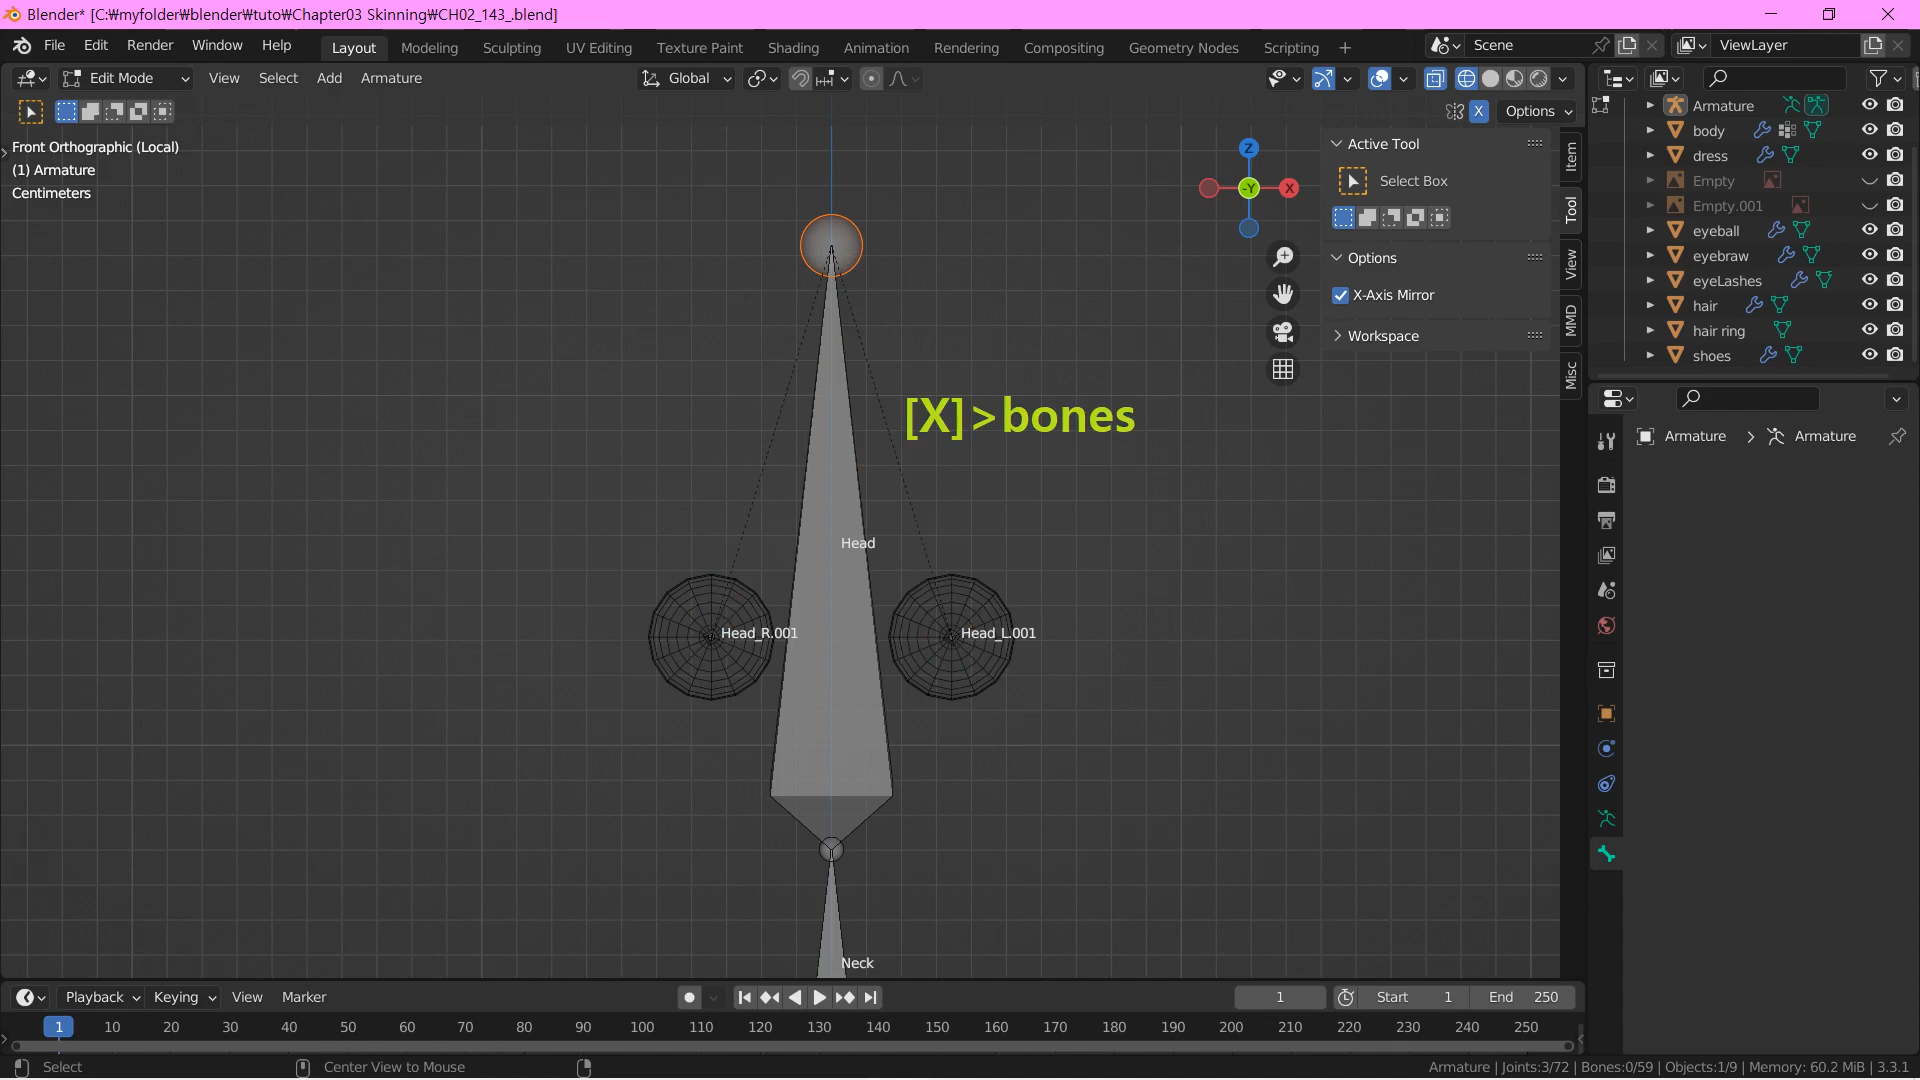 Blender* [C:₩myfolder₩blender₩tuto₩Chapter03 Skinning₩CH02_143_.blend]
File Edit Render Window Help Layout Modeling Sculpting UV Editing Texture Paint Shading Animation Rendering Compositing Geometry Nodes Scripting + Scene ViewLayer
Edit Mode View Select Add Armature Global
X Options
Front Orthographic (Local)
(1) Armature
Centimeters
Z
-Y
X
Active Tool
Select Box
Options
X-Axis Mirror
Workspace
Item
Tool
View
MMD
Misc
Armature
body
dress
Empty
Empty.001
eyeball
eyebraw
eyeLashes
hair
hair ring
shoes
Armature > Armature
[X]>bones
Head
Head_R.001
Head_L.001
Neck
Playback Keying View Marker 1 Start 1 End 250
1 10 20 30 40 50 60 70 80 90 100 110 120 130 140 150 160 170 180 190 200 210 220 230 240 250
Select Center View to Mouse Armature | Joints:3/72 | Bones:0/59 | Objects:1/9 | Memory: 60.2 MiB | 3.3.1